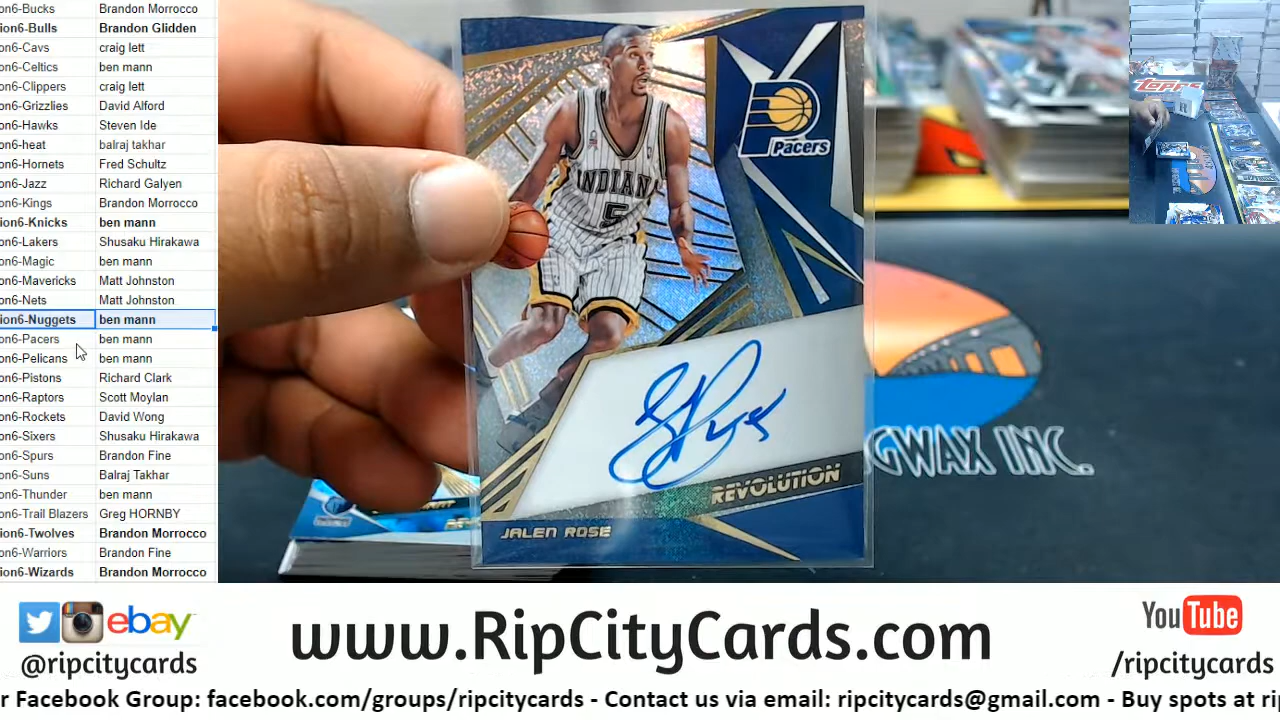 on6-Bucks Brandon Morrocco
ion6-Bulls Brandon Glidden
on6-Cavs craig lett
on6-Celtics ben mann
on6-Clippers craig lett
on6-Grizzlies David Alford
on6-Hawks Steven Ide
on6-heat balraj takhar
on6-Hornets Fred Schultz
on6-Jazz Richard Galyen
on6-Kings Brandon Morrocco
ion6-Knicks ben mann
on6-Lakers Shusaku Hirakawa
on6-Magic ben mann
on6-Mavericks Matt Johnston
on6-Nets Matt Johnston
ion6-Nuggets ben mann
on6-Pacers ben mann
on6-Pelicans ben mann
on6-Pistons Richard Clark
on6-Raptors Scott Moylan
on6-Rockets David Wong
on6-Sixers Shusaku Hirakawa
on6-Spurs Brandon Fine
on6-Suns Balraj Takhar
on6-Thunder ben mann
on6-Trail Blazers Greg HORNBY
ion6-Twolves Brandon Morrocco
on6-Warriors Brandon Fine
ion6-Wizards Brandon Morrocco
Pacers
INDIANA
5
REVOLUTION
JALEN ROSE
GWAX INC.
Topps
ebay
@ripcitycards
www.RipCityCards.com
YouTube
/ripcitycards
r Facebook Group: facebook.com/groups/ripcitycards - Contact us via email: ripcitycards@gmail.com - Buy spots at rip